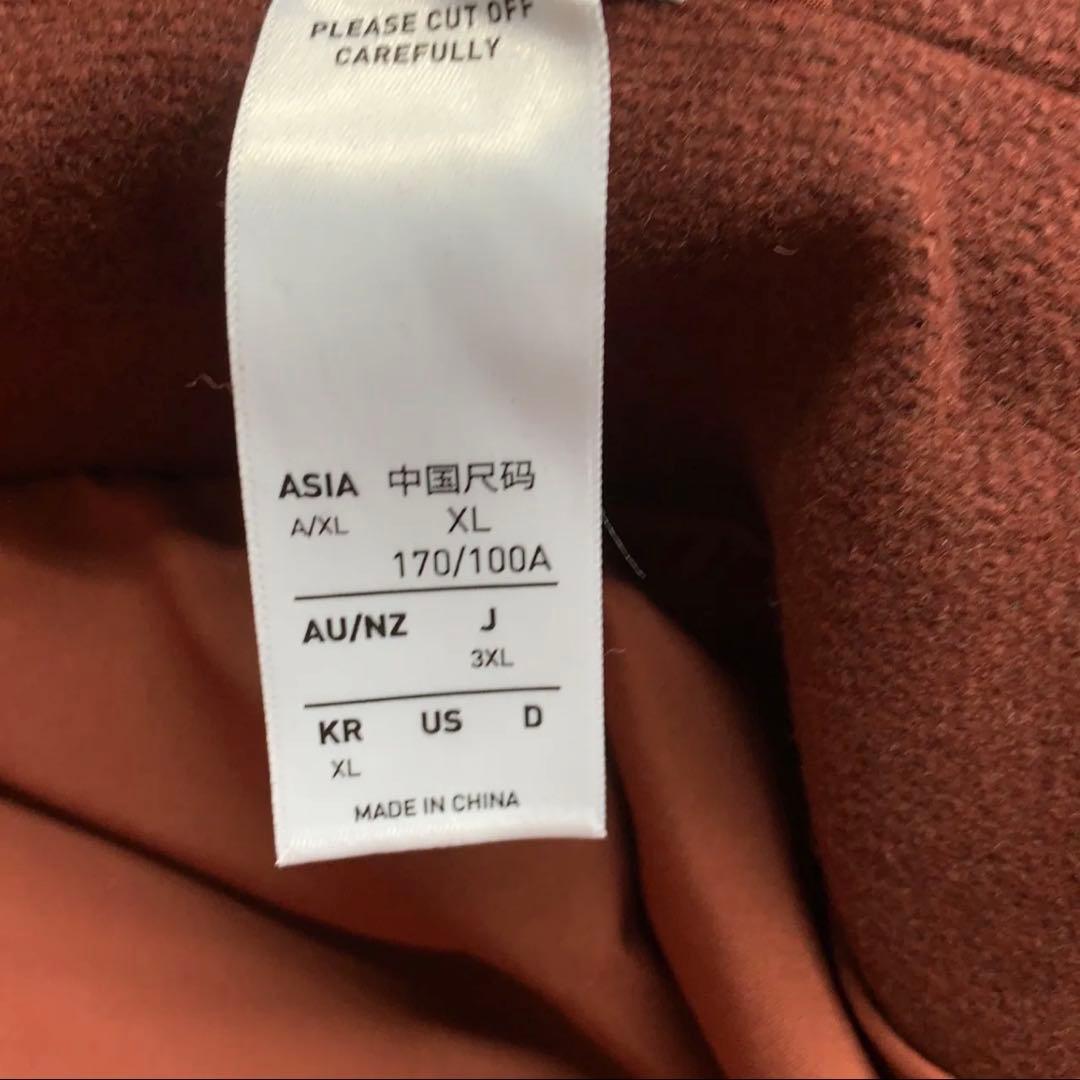 PLEASE CUT OFF
CAREFULLY
ASIA 中国尺码
A/XL XL
170/100A
AU/NZ J
3XL
KR US D
XL
MADE IN CHINA